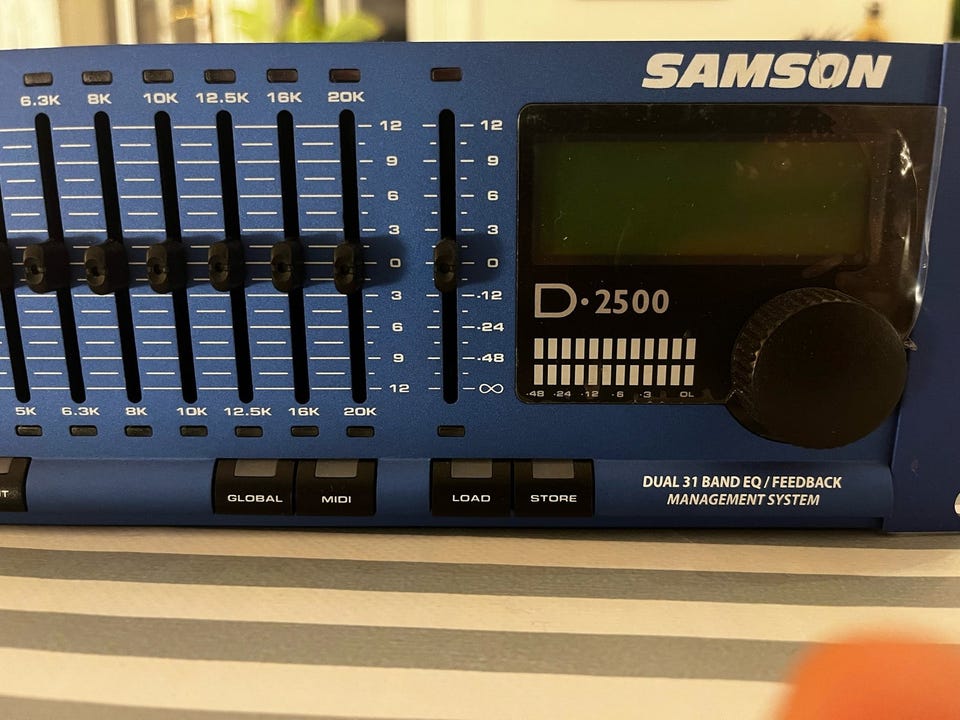 SAMSON
6.3K 8K 10K 12.5K 16K 20K
12 12
9 9
6 6
3 3
0 0
3 -12
6 -24
9 -48
12 ∞
5K 6.3K 8K 10K 12.5K 16K 20K
D·2500
-48 -24 -12 -6 -3 OL
GLOBAL MIDI LOAD STORE
DUAL 31 BAND EQ / FEEDBACK
MANAGEMENT SYSTEM